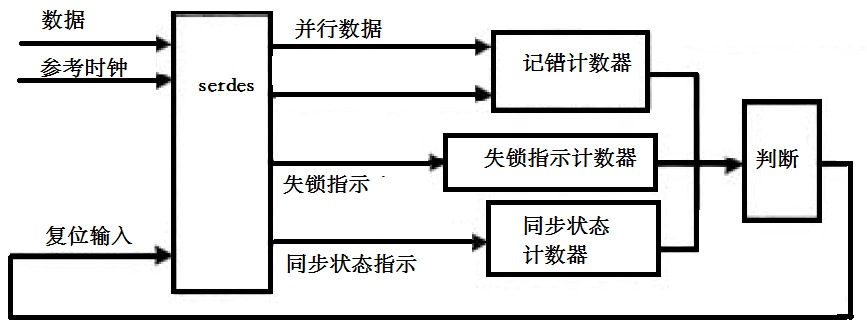 数据
参考时钟
复位输入
serdes
并行数据
失锁指示
同步状态指示
记错计数器
失锁指示计数器
同步状态
计数器
判断